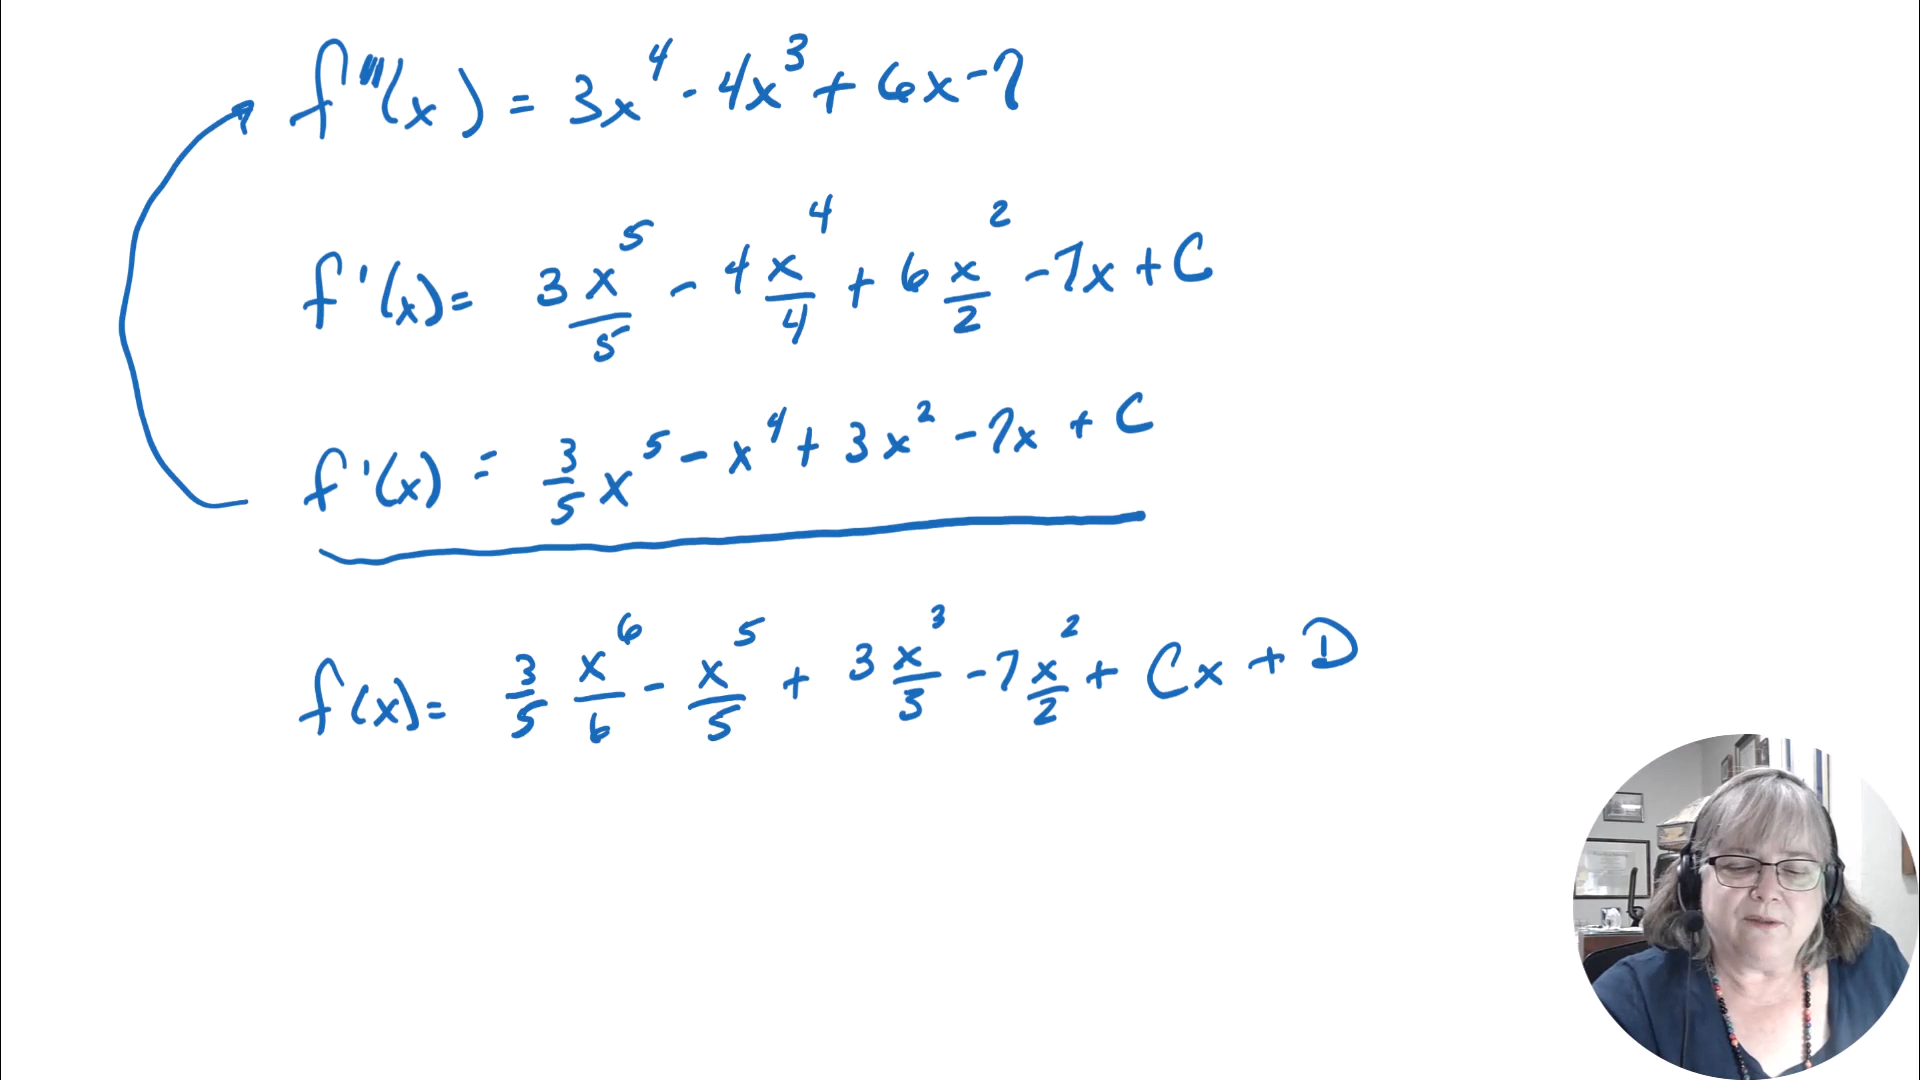 f'''(x) = 3x⁴ - 4x³ + 6x - 7
f'(x) = 3 x⁵/5 - 4 x⁴/4 + 6 x²/2 - 7x + C
f'(x) = 3/5 x⁵ - x⁴ + 3x² - 7x + C
f(x) = 3/5 x⁶/6 - x⁵/5 + 3 x³/3 - 7 x²/2 + Cx + D